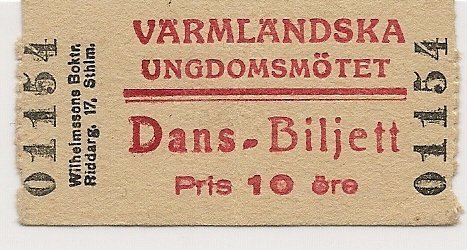 01154
Wilhelmssons Boktr.
Riddarg. 17, Sthlm.
VÄRMLÄNDSKA
UNGDOMSMÖTET
Dans-Biljett
Pris 10 öre
01154